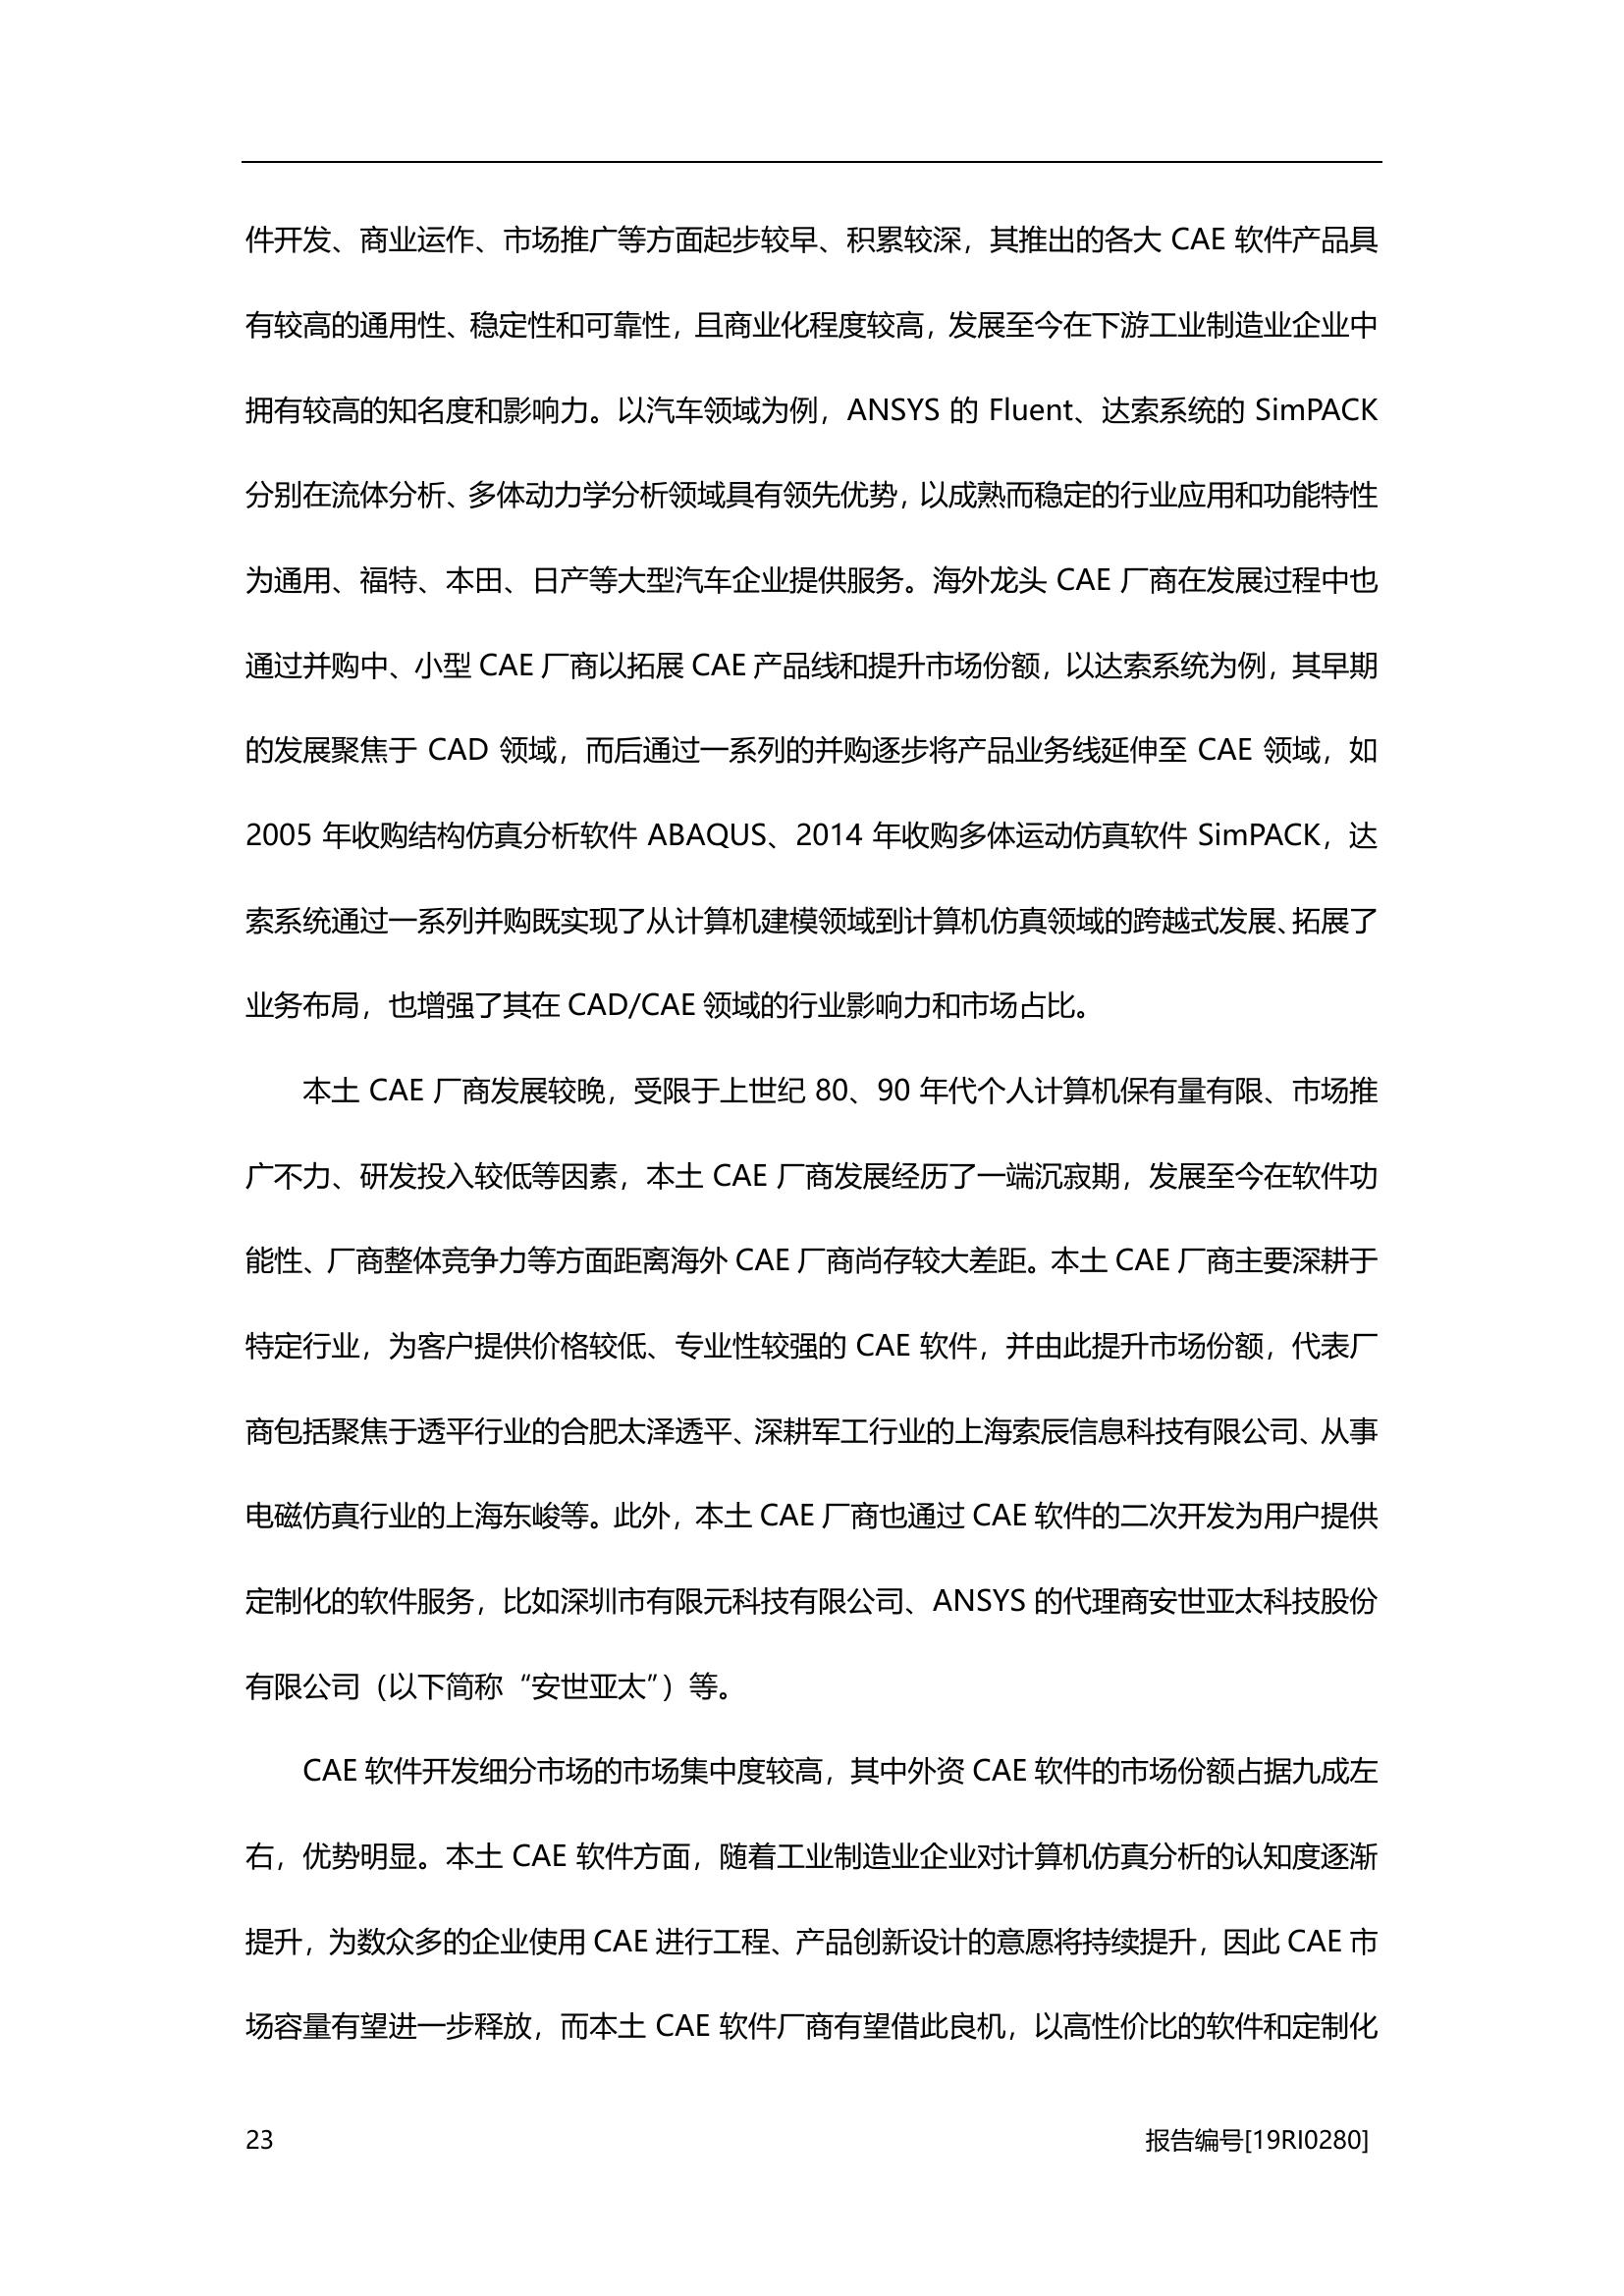 件开发、商业运作、市场推广等方面起步较早、积累较深，其推出的各大 CAE 软件产品具
有较高的通用性、稳定性和可靠性，且商业化程度较高，发展至今在下游工业制造业企业中
拥有较高的知名度和影响力。以汽车领域为例，ANSYS 的 Fluent、达索系统的 SimPACK
分别在流体分析、多体动力学分析领域具有领先优势，以成熟而稳定的行业应用和功能特性
为通用、福特、本田、日产等大型汽车企业提供服务。海外龙头 CAE 厂商在发展过程中也
通过并购中、小型 CAE 厂商以拓展 CAE 产品线和提升市场份额，以达索系统为例，其早期
的发展聚焦于 CAD 领域，而后通过一系列的并购逐步将产品业务线延伸至 CAE 领域，如
2005 年收购结构仿真分析软件 ABAQUS、2014 年收购多体运动仿真软件 SimPACK，达
索系统通过一系列并购既实现了从计算机建模领域到计算机仿真领域的跨越式发展、拓展了
业务布局，也增强了其在 CAD/CAE 领域的行业影响力和市场占比。
本土 CAE 厂商发展较晚，受限于上世纪 80、90 年代个人计算机保有量有限、市场推
广不力、研发投入较低等因素，本土 CAE 厂商发展经历了一端沉寂期，发展至今在软件功
能性、厂商整体竞争力等方面距离海外 CAE 厂商尚存较大差距。本土 CAE 厂商主要深耕于
特定行业，为客户提供价格较低、专业性较强的 CAE 软件，并由此提升市场份额，代表厂
商包括聚焦于透平行业的合肥太泽透平、深耕军工行业的上海索辰信息科技有限公司、从事
电磁仿真行业的上海东峻等。此外，本土 CAE 厂商也通过 CAE 软件的二次开发为用户提供
定制化的软件服务，比如深圳市有限元科技有限公司、ANSYS 的代理商安世亚太科技股份
有限公司（以下简称“安世亚太”）等。
CAE 软件开发细分市场的市场集中度较高，其中外资 CAE 软件的市场份额占据九成左
右，优势明显。本土 CAE 软件方面，随着工业制造业企业对计算机仿真分析的认知度逐渐
提升，为数众多的企业使用 CAE 进行工程、产品创新设计的意愿将持续提升，因此 CAE 市
场容量有望进一步释放，而本土 CAE 软件厂商有望借此良机，以高性价比的软件和定制化
23 报告编号[19RI0280]